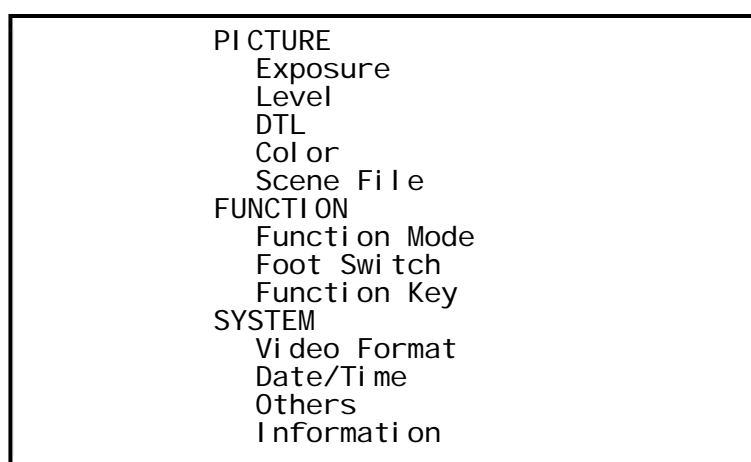 PICTURE
Exposure
Level
DTL
Color
Scene File
FUNCTION
Function Mode
Foot Switch
Function Key
SYSTEM
Video Format
Date/Time
Others
Information